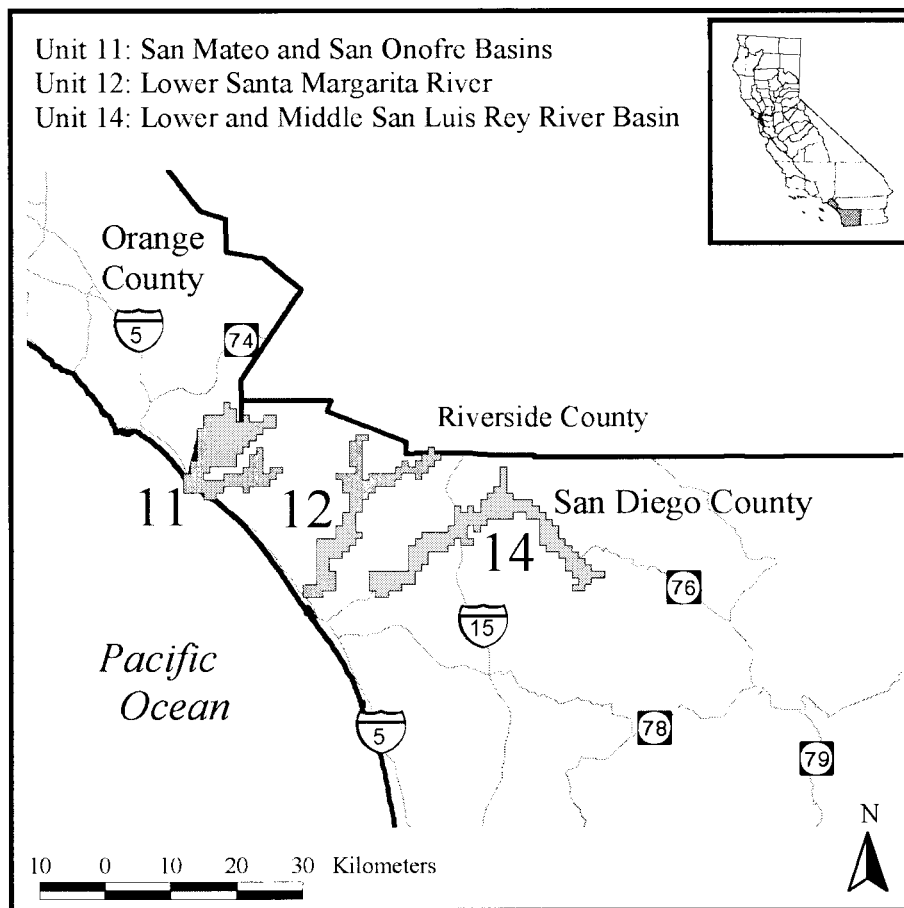 Unit 11: San Mateo and San Onofre Basins
Unit 12: Lower Santa Margarita River
Unit 14: Lower and Middle San Luis Rey River Basin
Orange
County
5
74
Riverside County
11
12
San Diego County
14
76
15
Pacific
Ocean
5
78
79
N
10 0 10 20 30 Kilometers